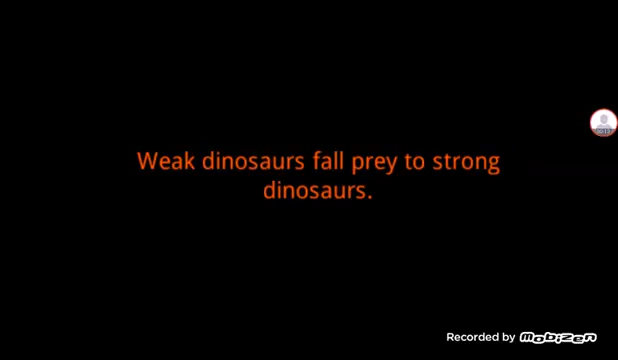 Weak dinosaurs fall prey to strong
dinosaurs.
Recorded by mobizen